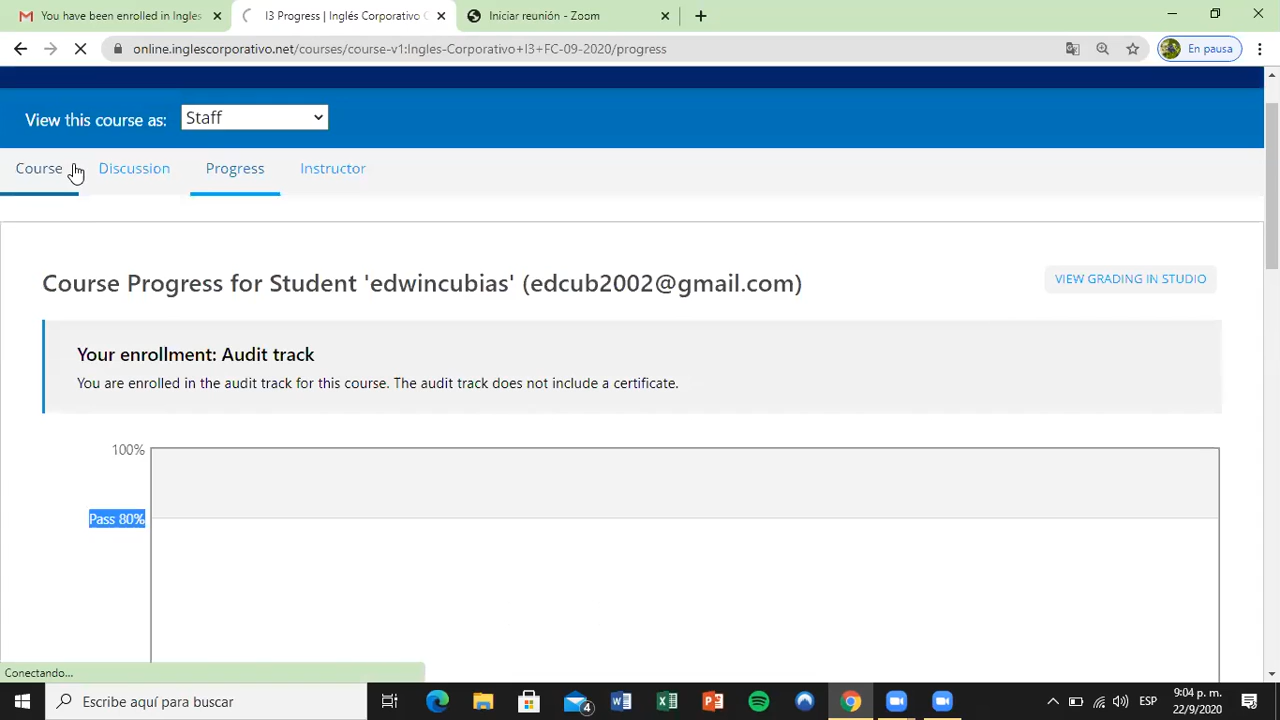 You have been enrolled in Ingles
I3 Progress | Inglés Corporativo
Iniciar reunión - Zoom
online.inglescorporativo.net/courses/course-v1:Ingles-Corporativo+I3+FC-09-2020/progress
En pausa
View this course as:
Staff
Course
Discussion
Progress
Instructor
Course Progress for Student 'edwincubias' (edcub2002@gmail.com)
VIEW GRADING IN STUDIO
Your enrollment: Audit track
You are enrolled in the audit track for this course. The audit track does not include a certificate.
100%
Pass 80%
Conectando...
Escribe aquí para buscar
4
ESP
9:04 p. m.
22/9/2020